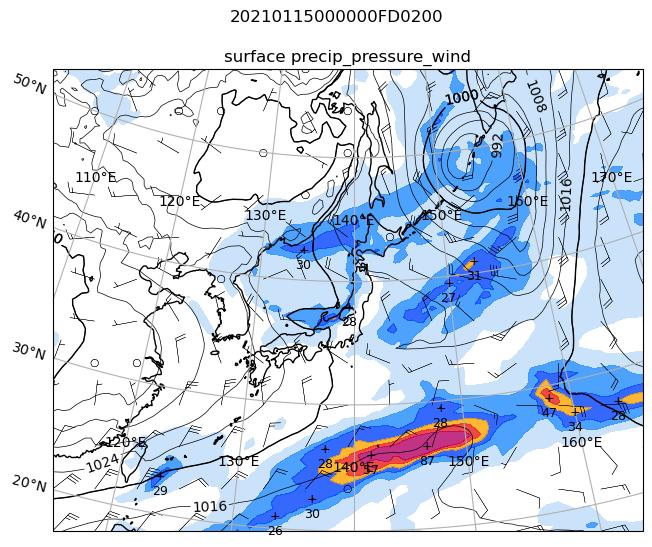 20210115000000FD0200
surface precip_pressure_wind
50°N
1000
1008
992
110°E
170°E
120°E
1016
160°E
130°E
140°E
150°E
40°N
0
30
31
27
28
30°N
47
28
34
28
120°E
160°E
1024
130°E
28
140°E
57
87
150°E
20°N
29
1016
30
26